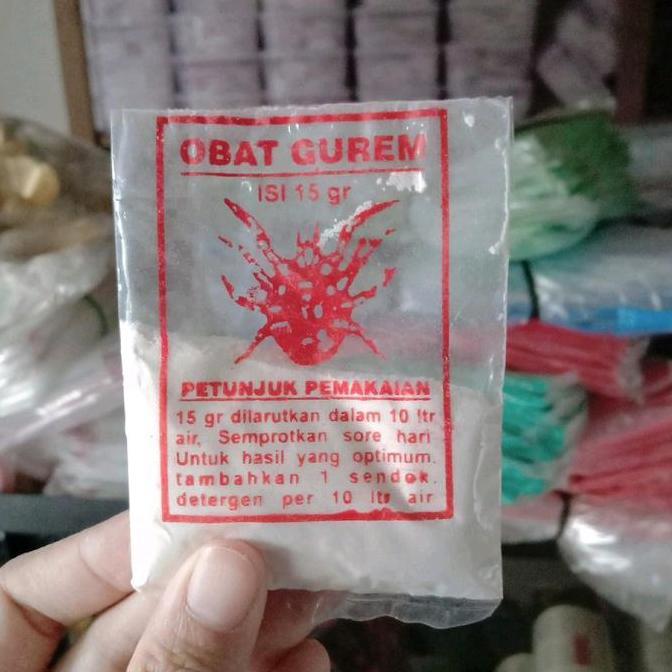 OBAT GUREM
ISI 15 gr
PETUNJUK PEMAKAIAN
15 gr dilarutkan dalam 10 ltr
air, Semprotkan sore hari
Untuk hasil yang optimum.
tambahkan 1 sendok.
detergen per 10 ltr air